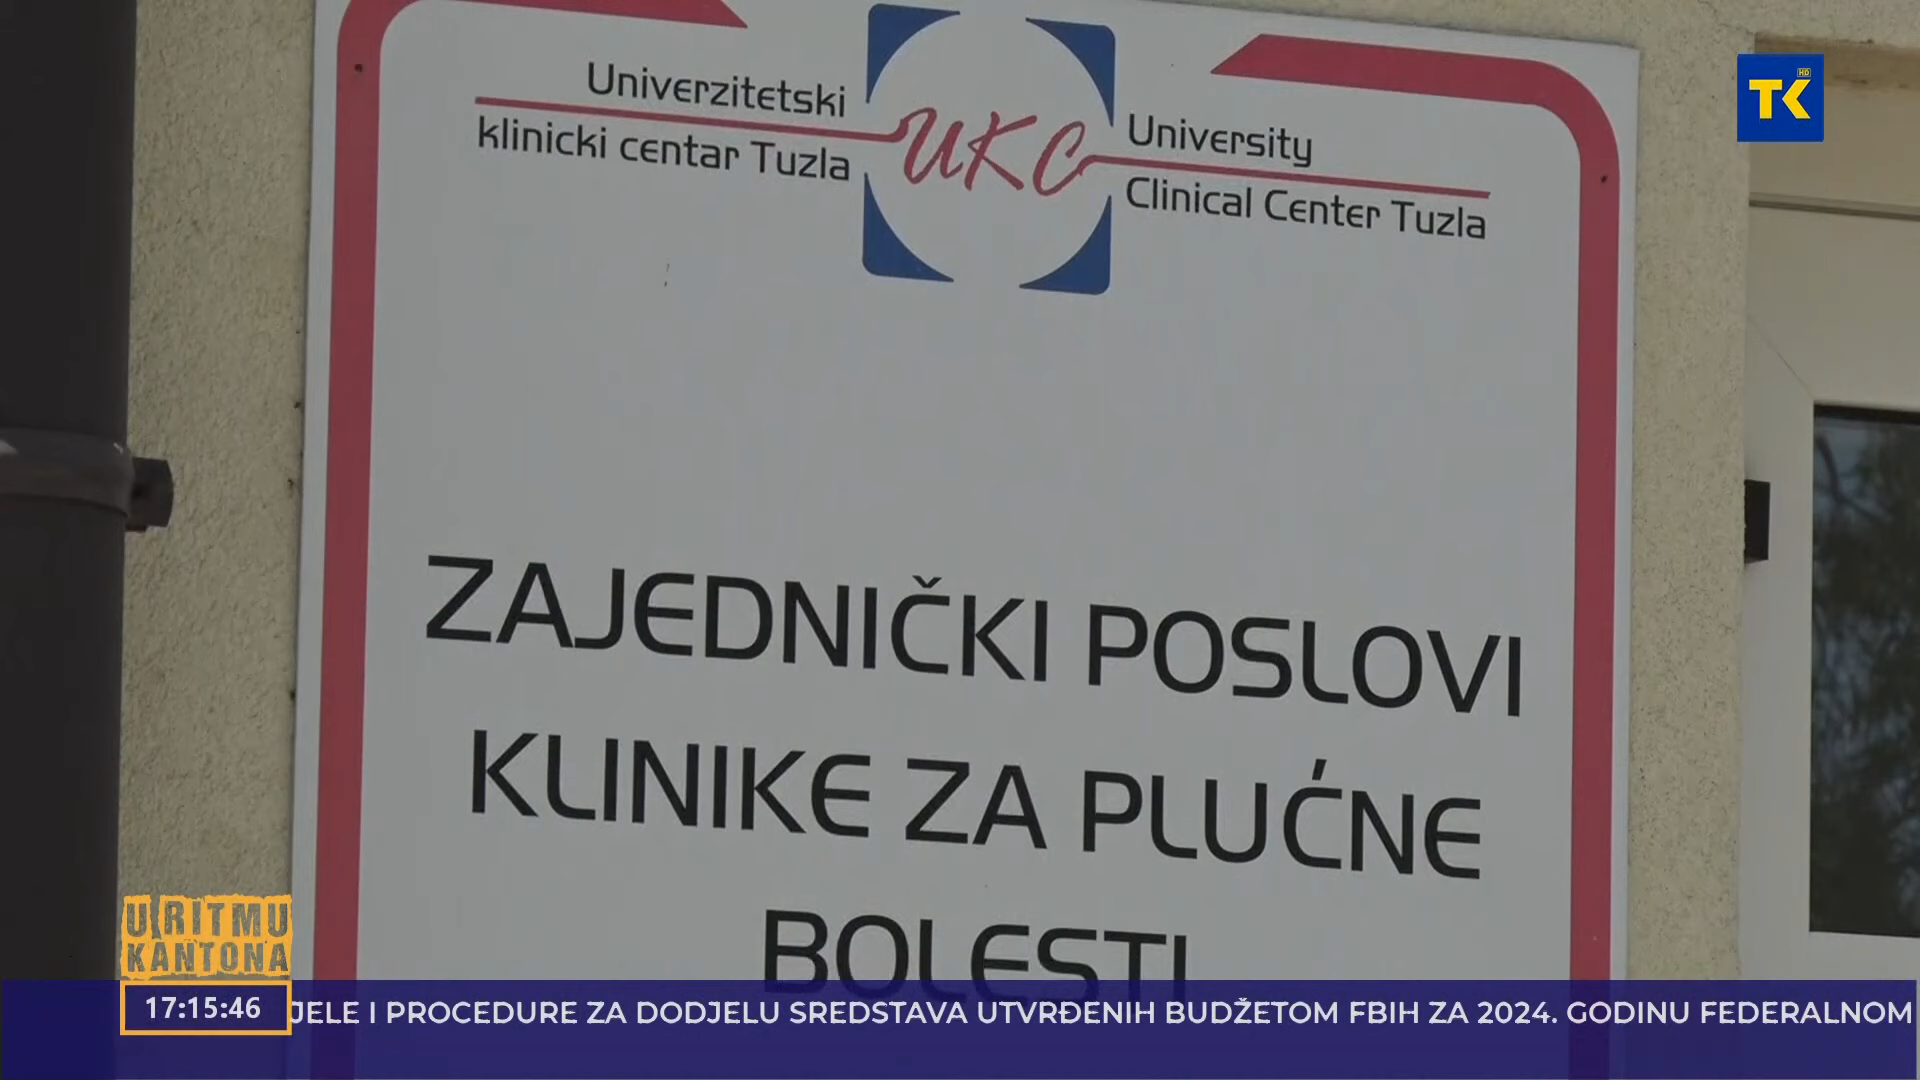 Univerzitetski
klinicki centar Tuzla
UKC
University
Clinical Center Tuzla
TK HD
ZAJEDNIČKI POSLOVI
KLINIKE ZA PLUĆNE
BOLESTI
U RITMU
KANTONA
17:15:46
JELE I PROCEDURE ZA DODJELU SREDSTAVA UTVRĐENIH BUDŽETOM FBIH ZA 2024. GODINU FEDERALNOM